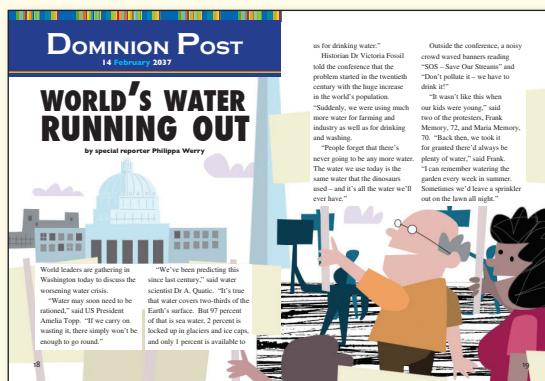 DOMINION POST
14 February 2037
WORLD'S WATER
RUNNING OUT
by special reporter Philippa Werry
World leaders are gathering in
Washington today to discuss the
worsening water crisis.
"Water may soon need to be
rationed," said US President
Amelia Topp. "If we carry on
wasting it, there simply won't be
enough to go round."
"We've been predicting this
since last century," said water
scientist Dr A. Quatic. "It's true
that water covers two-thirds of the
Earth's surface. But 97 percent
of that is sea water, 2 percent is
locked up in glaciers and ice caps,
and only 1 percent is available to
18
us for drinking water."
Historian Dr Victoria Fossil
told the conference that the
problem started in the twentieth
century with the huge increase
in the world's population.
"Suddenly, we were using much
more water for farming and
industry as well as for drinking
and washing.
"People forget that there's
never going to be any more water.
The water we use today is the
same water that the dinosaurs
used – and it's all the water we'll
ever have."
Outside the conference, a noisy
crowd waved banners reading
"SOS – Save Our Streams" and
"Don't pollute it – we have to
drink it!"
"It wasn't like this when
our kids were young," said
two of the protesters, Frank
Memory, 72, and Maria Memory,
70. "Back then, we took it
for granted there'd always be
plenty of water," said Frank.
"I can remember watering the
garden every week in summer.
Sometimes we'd leave a sprinkler
out on the lawn all night."
19